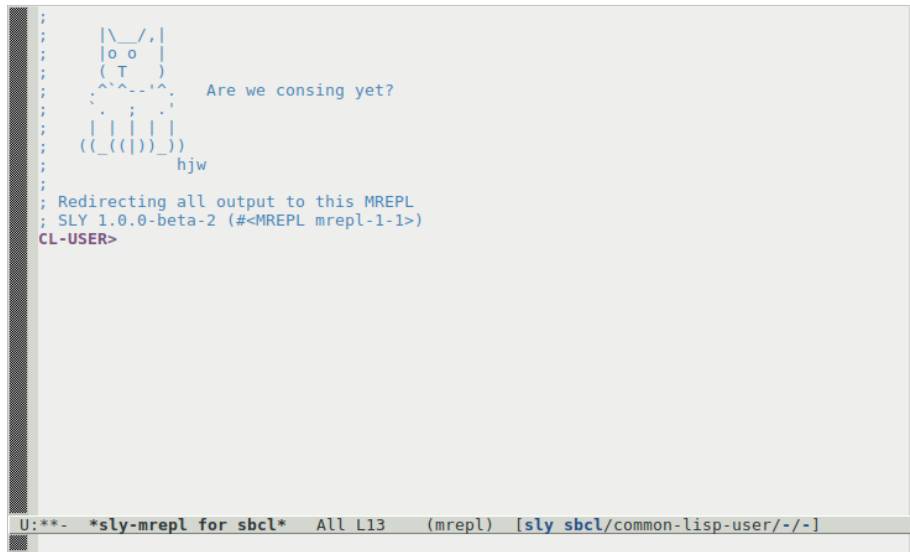 ;
;     |\__/,|
;     |o o  |
;     ( T   )
;    .^`^--'^.   Are we consing yet?
;    `.  ;  .'
;    | | | | |
;   ((_((|))_))
;             hjw
;
; Redirecting all output to this MREPL
; SLY 1.0.0-beta-2 (#<MREPL mrepl-1-1>)
CL-USER>
U:**-  *sly-mrepl for sbcl*   All L13    (mrepl)  [sly sbcl/common-lisp-user/-/-]